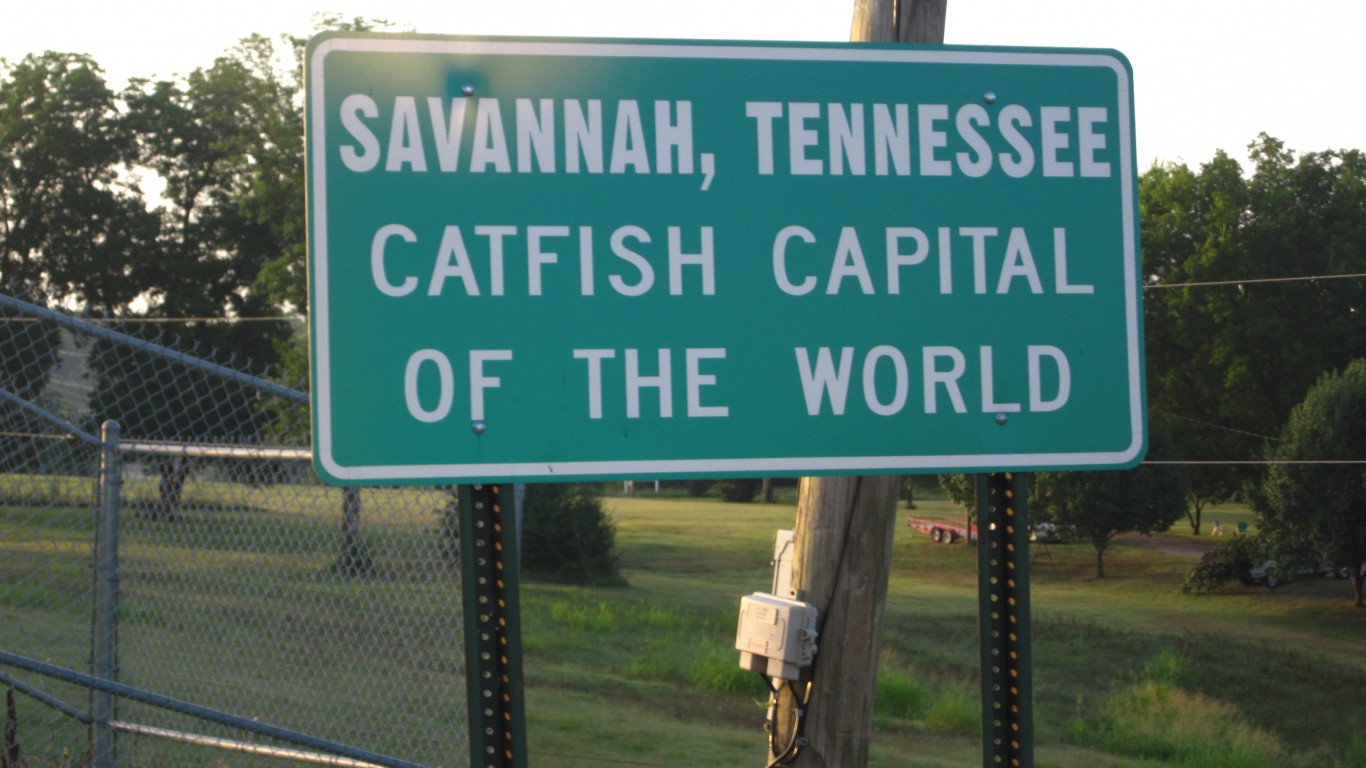 SAVANNAH, TENNESSEE
CATFISH CAPITAL
OF THE WORLD